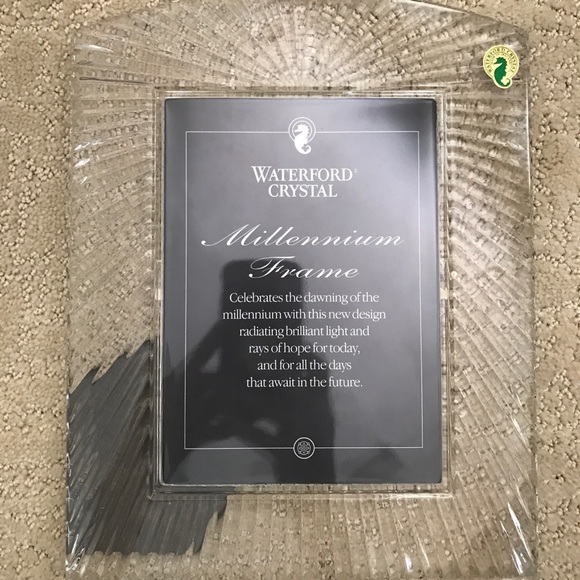 WATERFORD®
CRYSTAL
Millennium
Frame
Celebrates the dawning of the
millennium with this new design
radiating brilliant light and
rays of hope for today,
and for all the days
that await in the future.